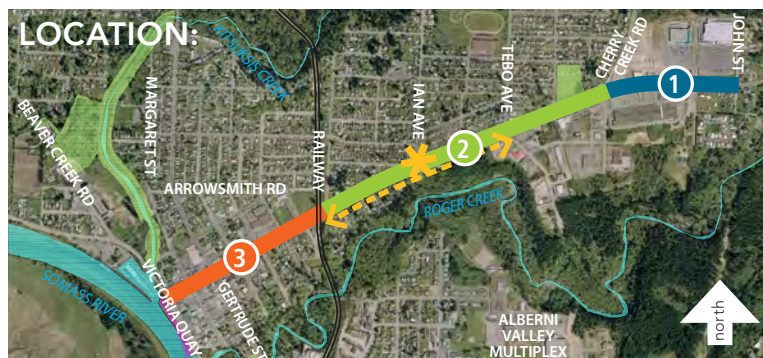 LOCATION:
KITSUKSIS CREEK
JOHN ST
CHERRY CREEK RD
TEBO AVE
IAN AVE
MARGARET ST
BEAVER CREEK RD
RAILWAY
1
2
ARROWSMITH RD
ROGER CREEK
3
SOMASS RIVER
VICTORIA QUAY
GERTRUDE ST
ALBERNI
VALLEY
MULTIPLEX
north